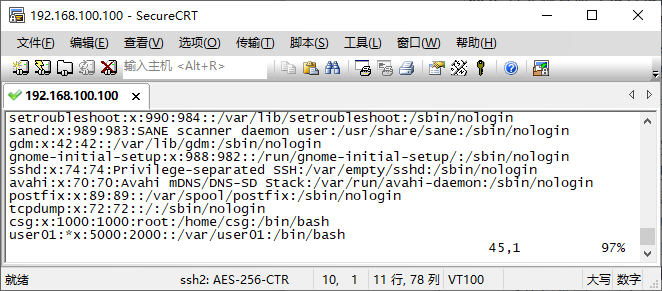 192.168.100.100 - SecureCRT
文件(F) 编辑(E) 查看(V) 选项(O) 传输(T) 脚本(S) 工具(L) 窗口(W) 帮助(H)
输入主机 <Alt+R>
192.168.100.100
setroubleshoot:x:990:984::/var/lib/setroubleshoot:/sbin/nologin
saned:x:989:983:SANE scanner daemon user:/usr/share/sane:/sbin/nologin
gdm:x:42:42::/var/lib/gdm:/sbin/nologin
gnome-initial-setup:x:988:982::/run/gnome-initial-setup/:/sbin/nologin
sshd:x:74:74:Privilege-separated SSH:/var/empty/sshd:/sbin/nologin
avahi:x:70:70:Avahi mDNS/DNS-SD Stack:/var/run/avahi-daemon:/sbin/nologin
postfix:x:89:89::/var/spool/postfix:/sbin/nologin
tcpdump:x:72:72::/:/sbin/nologin
csg:x:1000:1000:root:/home/csg:/bin/bash
user01:*x:5000:2000::/var/user01:/bin/bash
45,1 97%
就绪 ssh2: AES-256-CTR 10, 1 11 行, 78 列 VT100 大写 数字